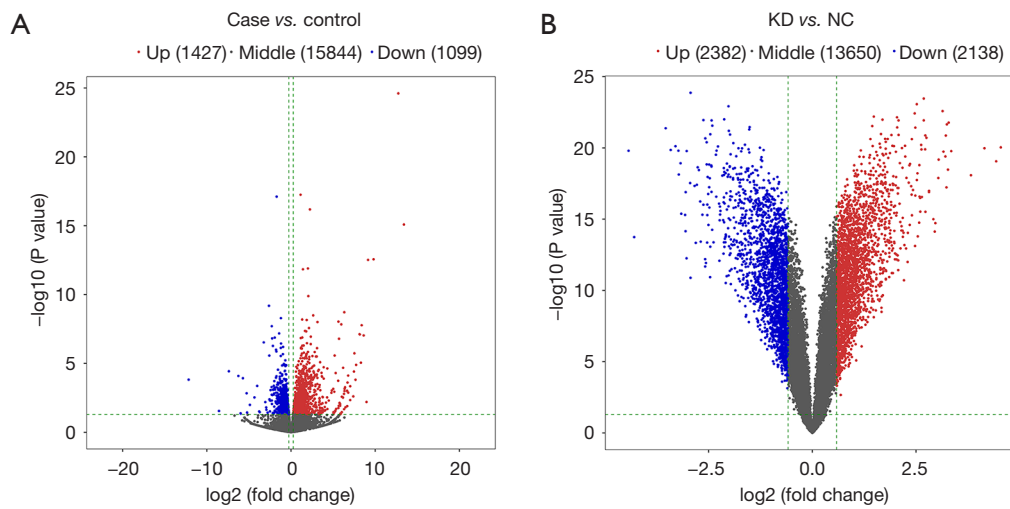 A
Case vs. control
Up (1427) Middle (15844) Down (1099)
25
20
15
10
5
0
−log10 (P value)
−20
−10
0
10
20
log2 (fold change)
B
KD vs. NC
Up (2382) Middle (13650) Down (2138)
25
20
15
10
5
0
−log10 (P value)
−2.5
0.0
2.5
log2 (fold change)